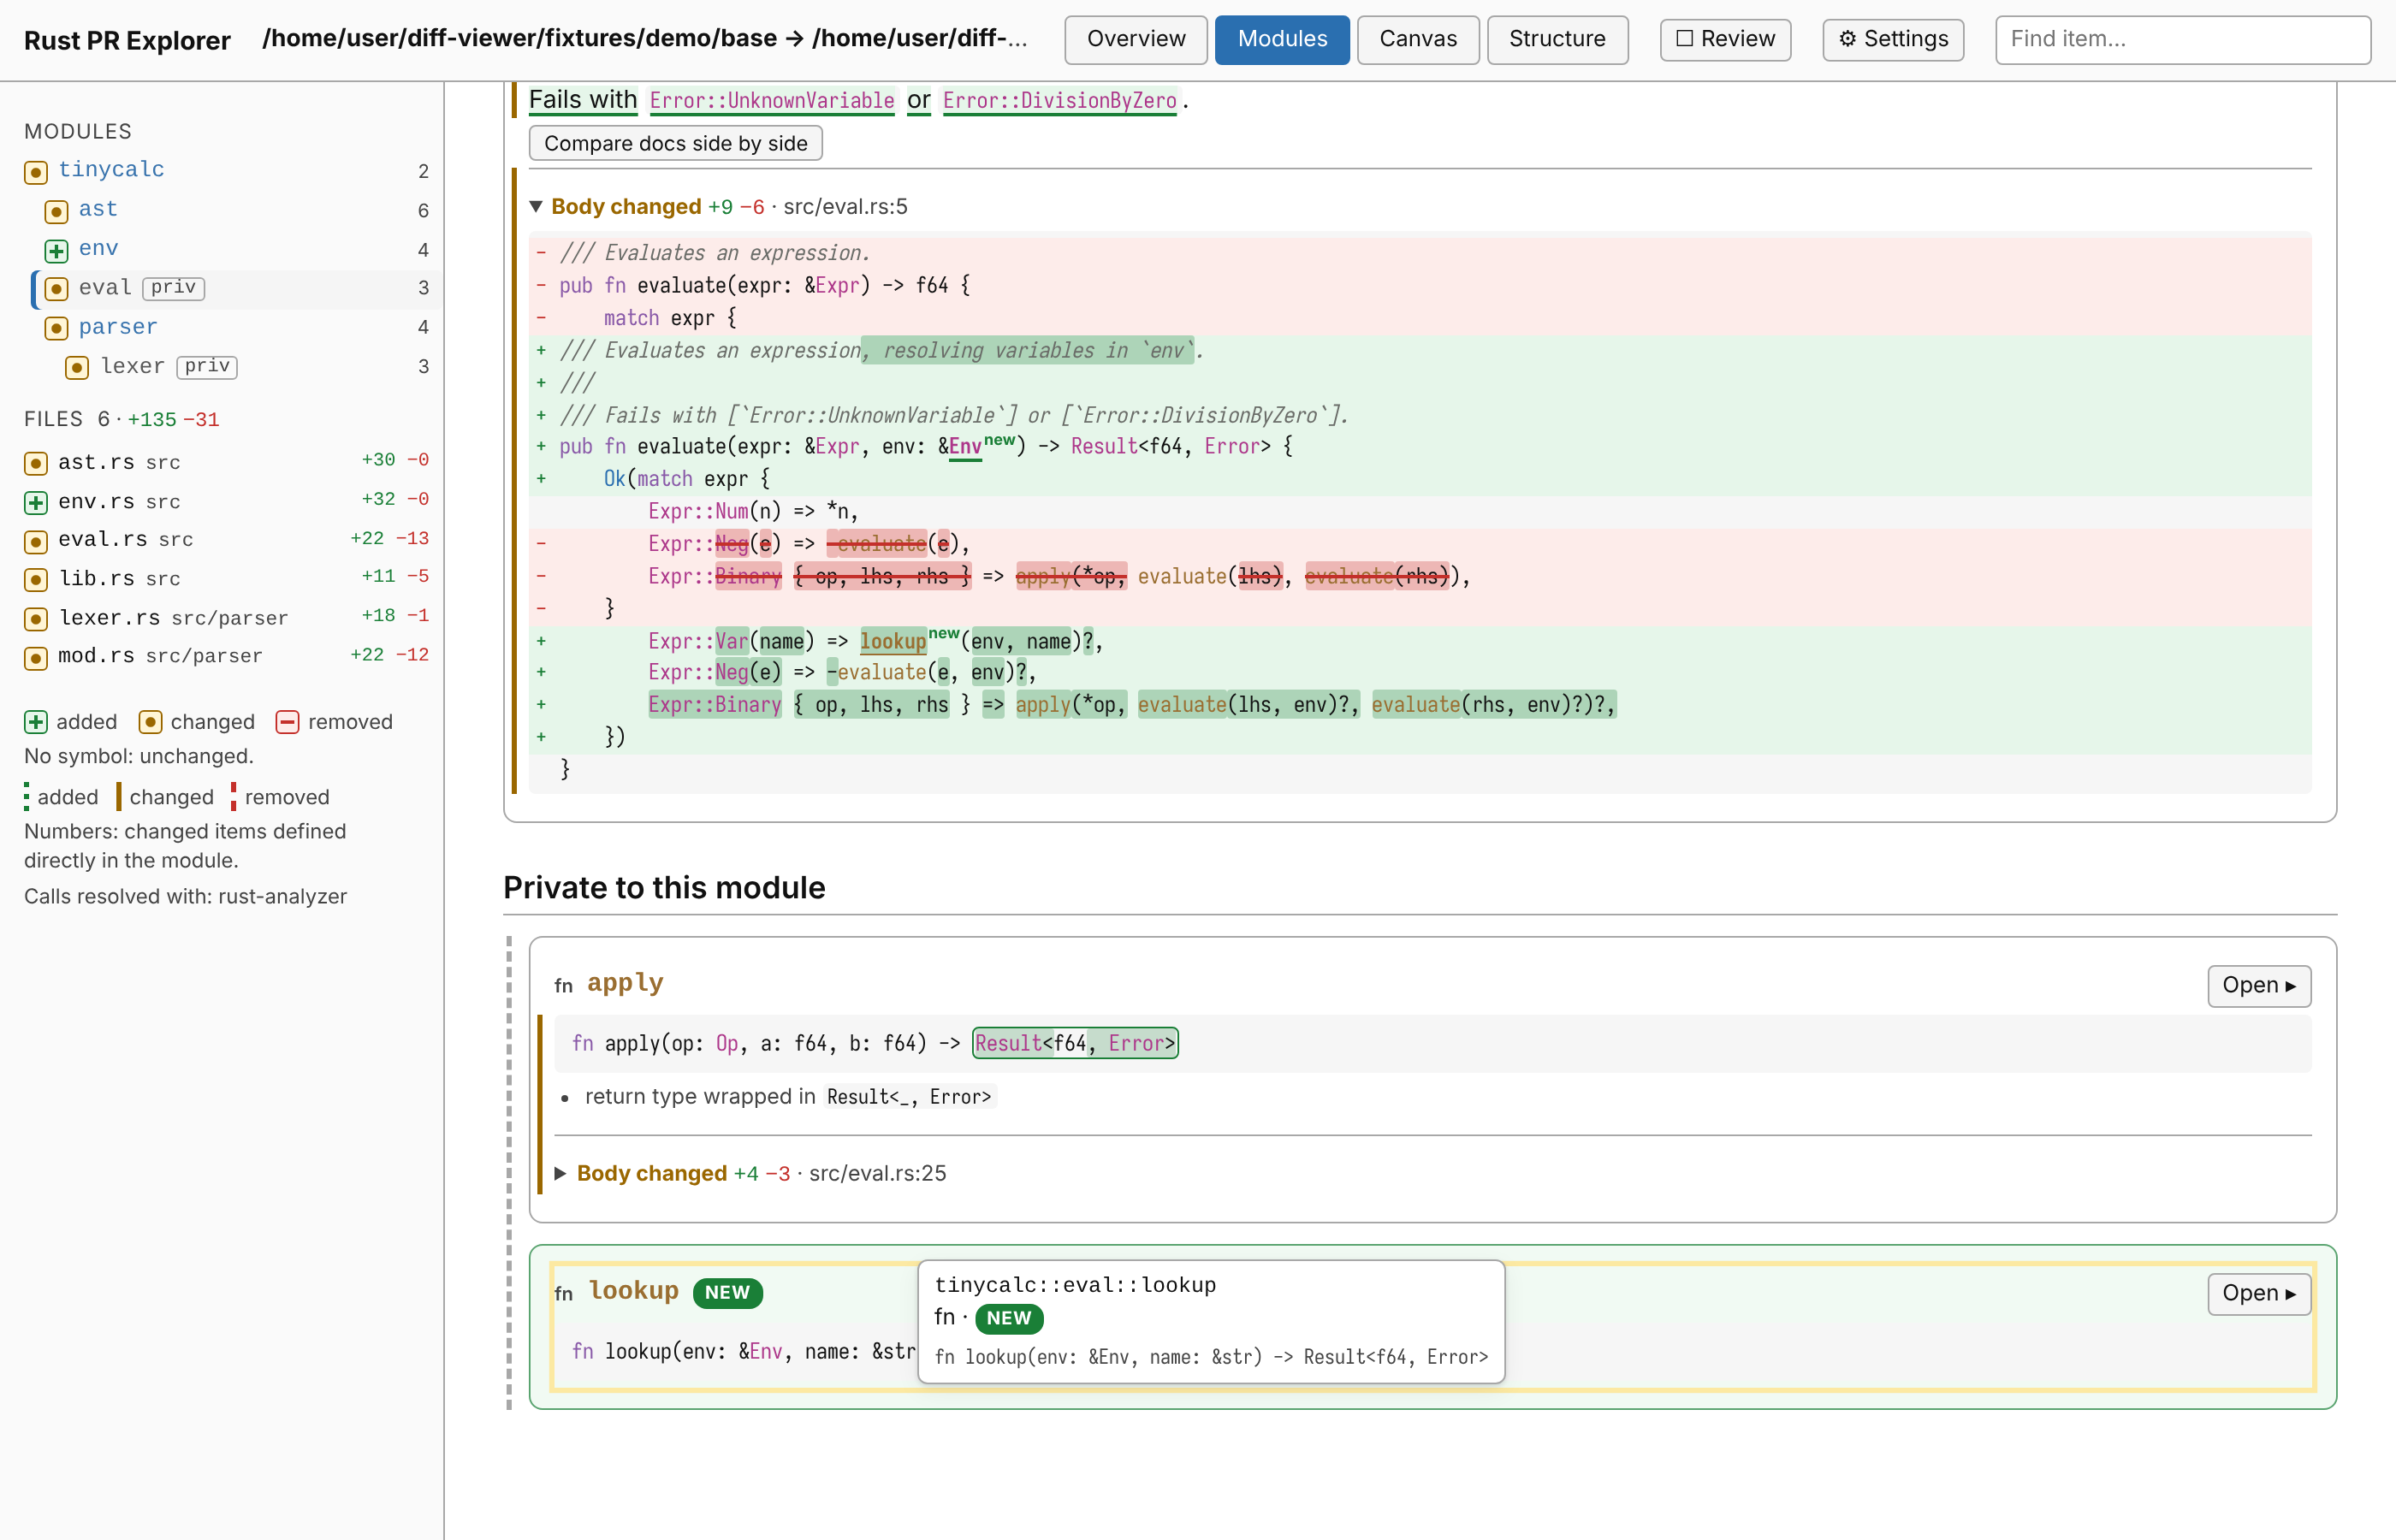 Rust PR Explorer /home/user/diff-viewer/fixtures/demo/base → /home/user/diff-... Overview Modules Canvas Structure ☐ Review ⚙ Settings Find item...
MODULES
tinycalc 2
ast 6
env 4
eval priv 3
parser 4
lexer priv 3
FILES 6 · +135 −31
ast.rs src +30 −0
env.rs src +32 −0
eval.rs src +22 −13
lib.rs src +11 −5
lexer.rs src/parser +18 −1
mod.rs src/parser +22 −12
added changed removed
No symbol: unchanged.
added changed removed
Numbers: changed items defined
directly in the module.
Calls resolved with: rust-analyzer
Fails with Error::UnknownVariable or Error::DivisionByZero.
Compare docs side by side
▼ Body changed +9 −6 · src/eval.rs:5
− /// Evaluates an expression.
− pub fn evaluate(expr: &Expr) -> f64 {
−     match expr {
+ /// Evaluates an expression, resolving variables in `env`.
+ ///
+ /// Fails with [`Error::UnknownVariable`] or [`Error::DivisionByZero`].
+ pub fn evaluate(expr: &Expr, env: &Env new) -> Result<f64, Error> {
+     Ok(match expr {
        Expr::Num(n) => *n,
−         Expr::Neg(e) => -evaluate(e),
−         Expr::Binary { op, lhs, rhs } => apply(*op, evaluate(lhs), evaluate(rhs)),
−     }
+         Expr::Var(name) => lookup new(env, name)?,
+         Expr::Neg(e) => -evaluate(e, env)?,
+         Expr::Binary { op, lhs, rhs } => apply(*op, evaluate(lhs, env)?, evaluate(rhs, env)?)?,
+     })
}
Private to this module
fn apply Open ▸
fn apply(op: Op, a: f64, b: f64) -> Result<f64, Error>
• return type wrapped in Result<_, Error>
▶ Body changed +4 −3 · src/eval.rs:25
fn lookup NEW Open ▸
fn lookup(env: &Env, name: &str
tinycalc::eval::lookup
fn · NEW
fn lookup(env: &Env, name: &str) -> Result<f64, Error>